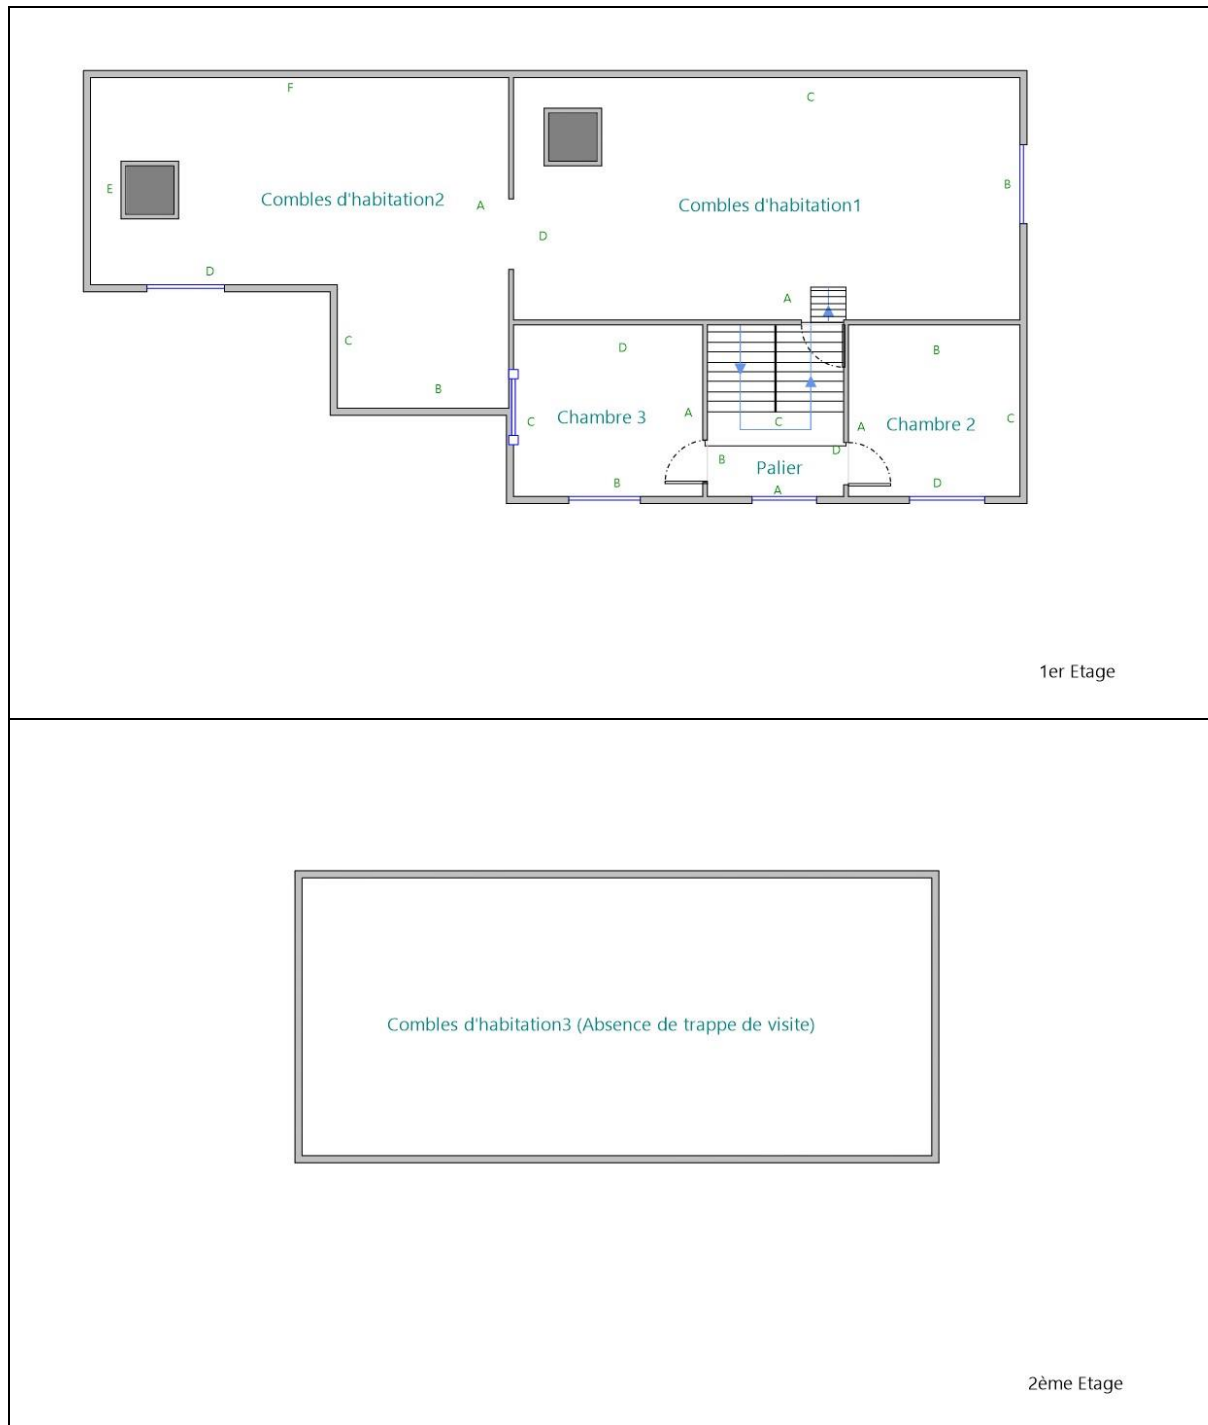 F
C
E
B
Combles d'habitation2
A
Combles d'habitation1
D
D
A
C
D
B
B
Chambre 3
A
C
C
A
Chambre 2
C
B
D
Palier
B
A
D
1er Etage
Combles d'habitation3 (Absence de trappe de visite)
2ème Etage